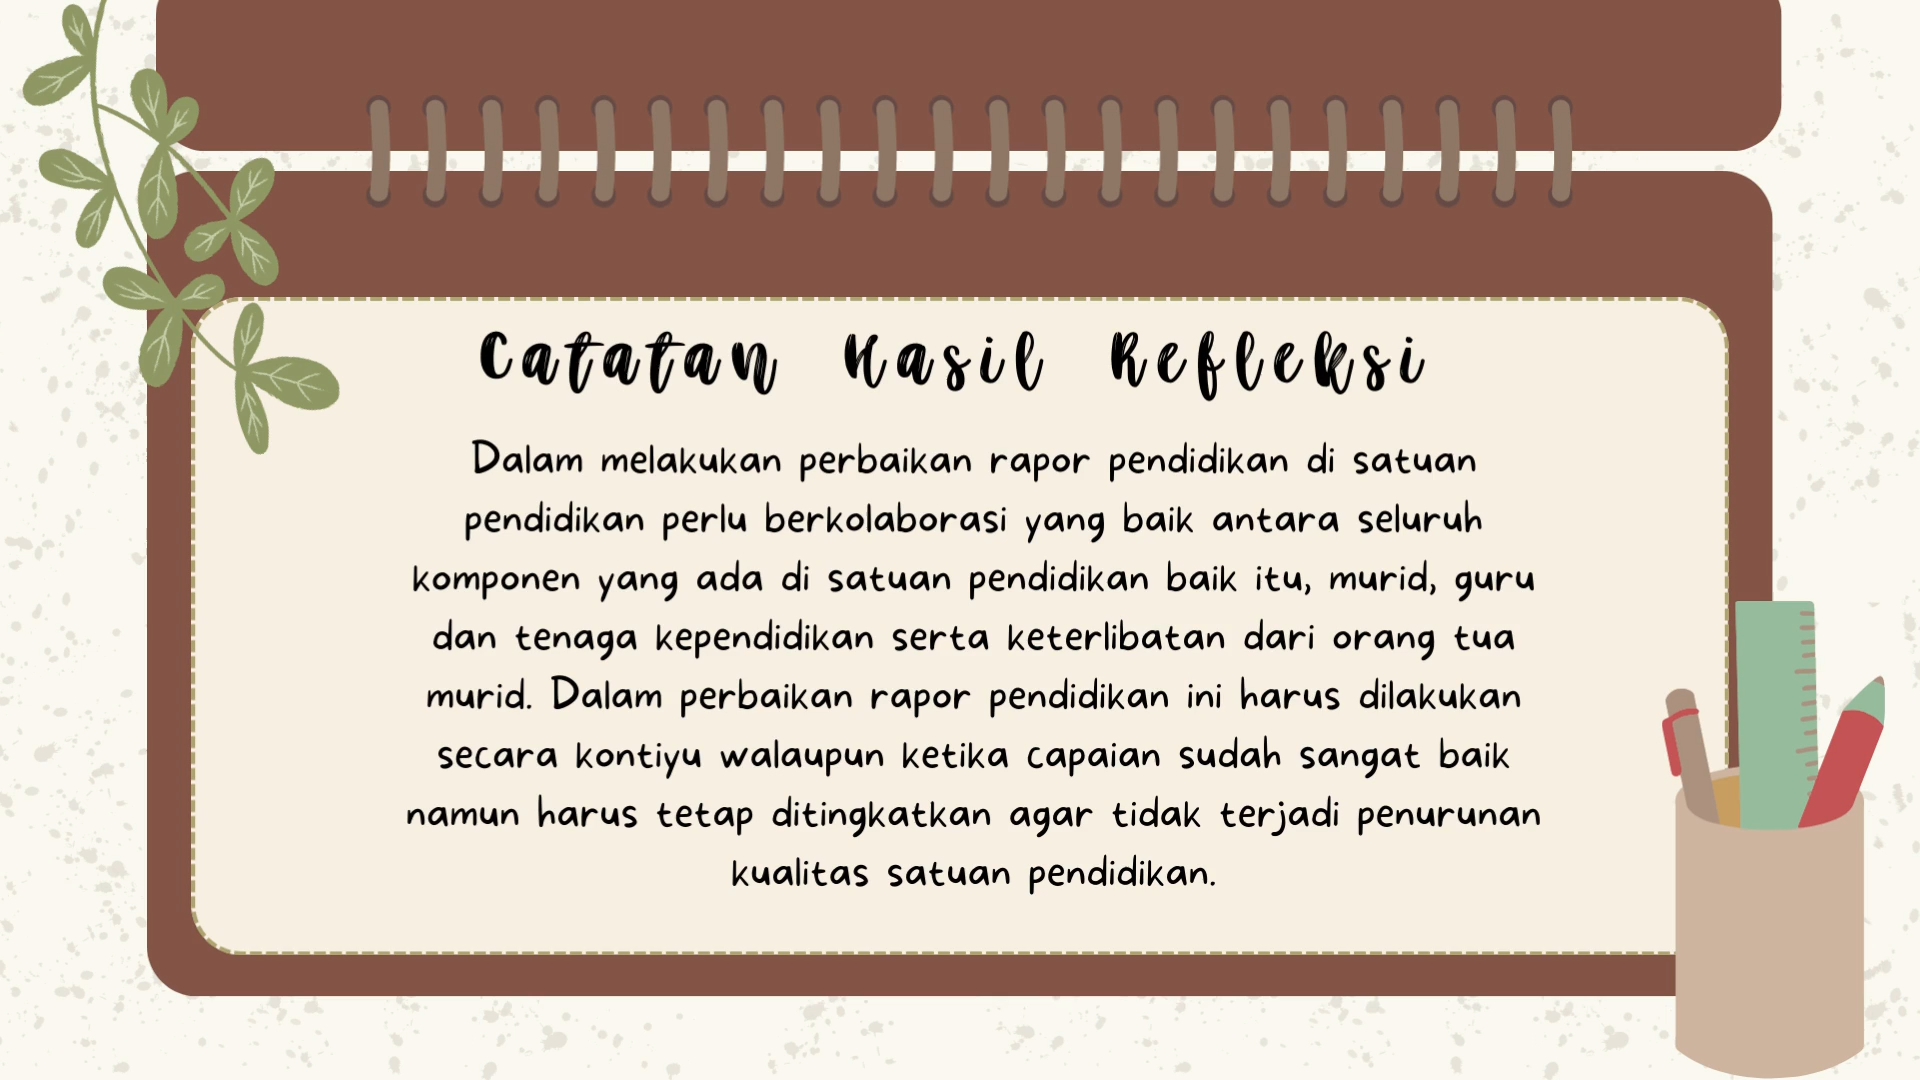 Catatan Hasil Refleksi
Dalam melakukan perbaikan rapor pendidikan di satuan
pendidikan perlu berkolaborasi yang baik antara seluruh
komponen yang ada di satuan pendidikan baik itu, murid, guru
dan tenaga kependidikan serta keterlibatan dari orang tua
murid. Dalam perbaikan rapor pendidikan ini harus dilakukan
secara kontiyu walaupun ketika capaian sudah sangat baik
namun harus tetap ditingkatkan agar tidak terjadi penurunan
kualitas satuan pendidikan.